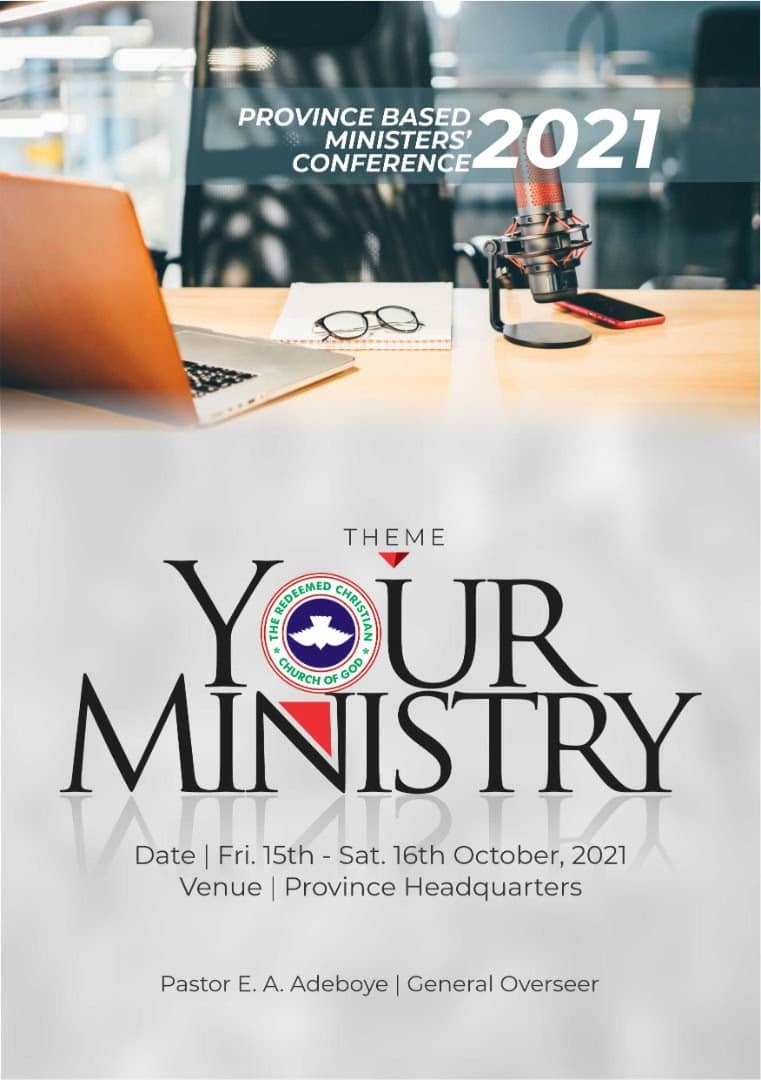 PROVINCE BASED
MINISTERS'
CONFERENCE
2021
THEME
YOUR
THE REDEEMED CHRISTIAN
CHURCH OF GOD
MINISTRY
Date | Fri. 15th - Sat. 16th October, 2021
Venue | Province Headquarters
Pastor E. A. Adeboye | General Overseer